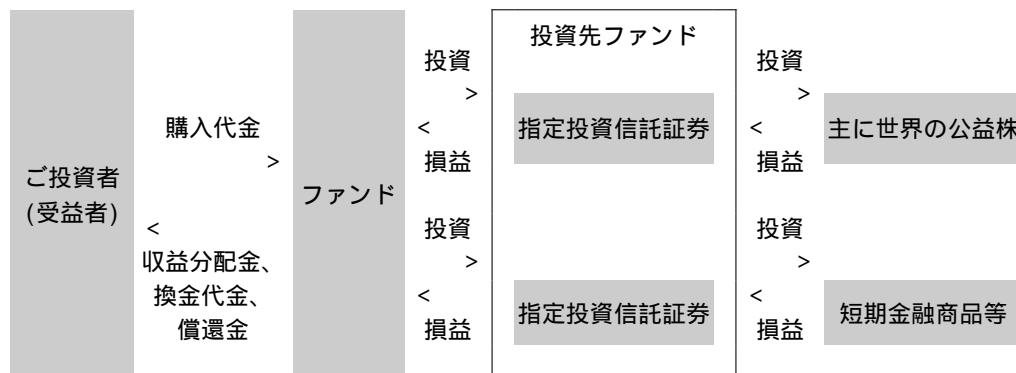 ご投資者
(受益者)
購入代金
>
<
収益分配金、
換金代金、
償還金
ファンド
投資
>
<
損益
投資
>
<
損益
投資先ファンド
指定投資信託証券
指定投資信託証券
投資
>
<
損益
投資
>
<
損益
主に世界の公益株
短期金融商品等